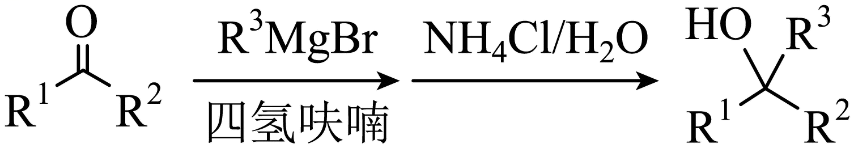 O
R¹ R²
R³MgBr
四氢呋喃
NH₄Cl/H₂O
HO R³
R¹ R²